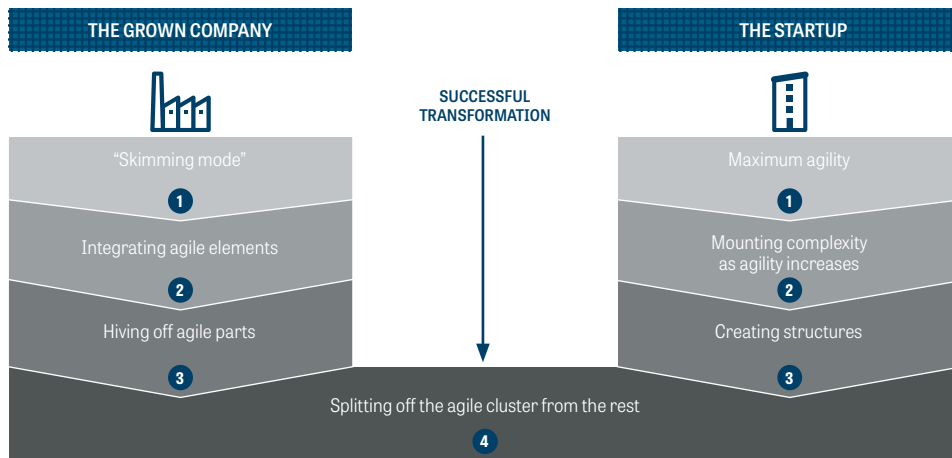 THE GROWN COMPANY
THE STARTUP
SUCCESSFUL
TRANSFORMATION
“Skimming mode”
1
Integrating agile elements
2
Hiving off agile parts
3
Maximum agility
1
Mounting complexity
as agility increases
2
Creating structures
3
Splitting off the agile cluster from the rest
4